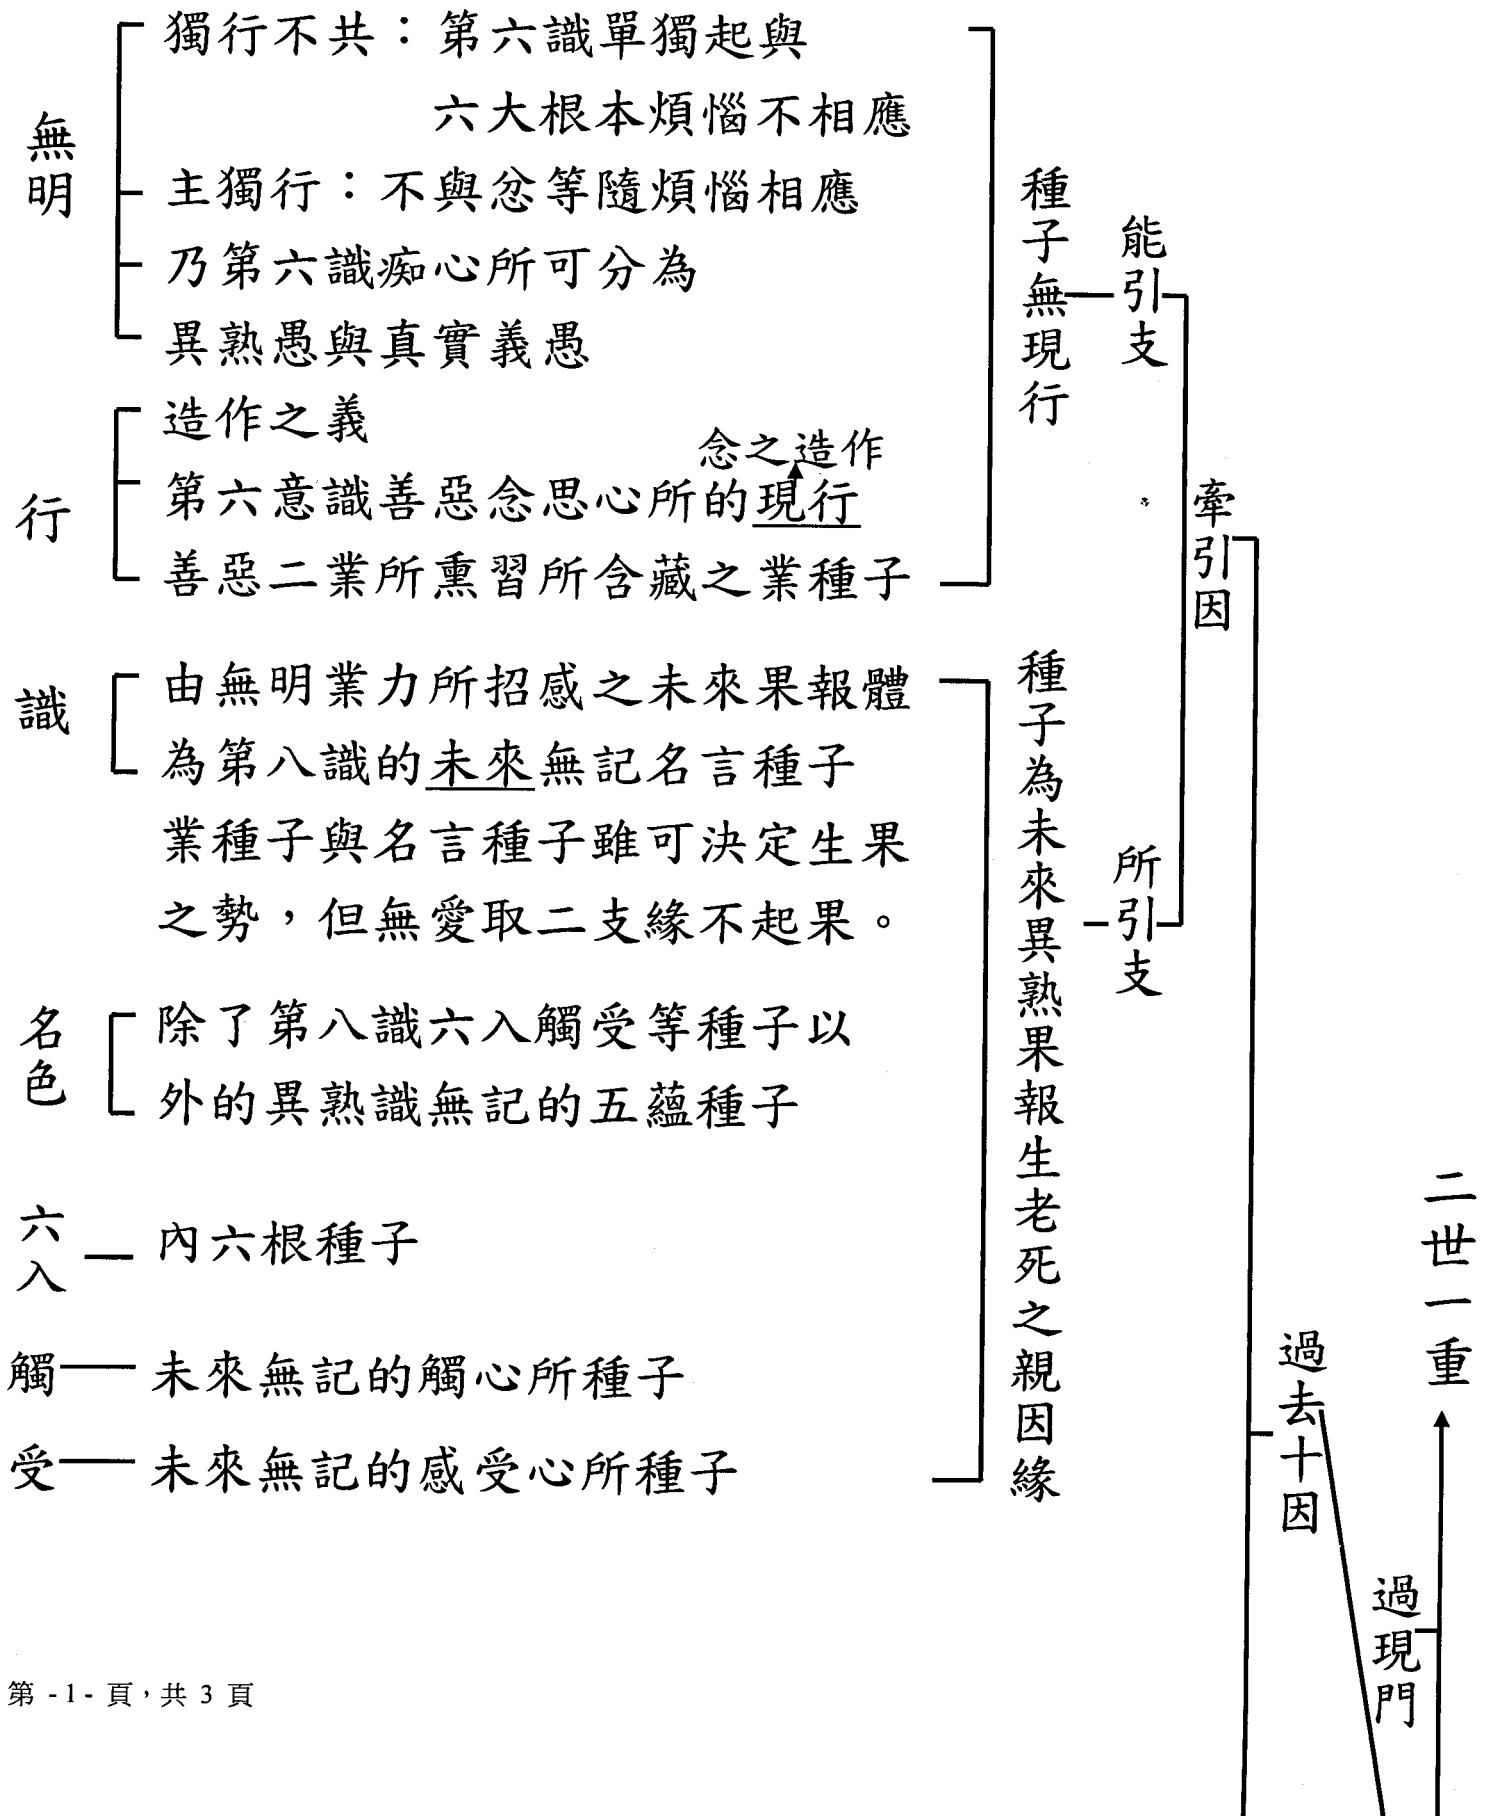 無明
獨行不共：第六識單獨起與
六大根本煩惱不相應
主獨行：不與忿等隨煩惱相應
乃第六識痴心所可分為
異熟愚與真實義愚
行
造作之義
念之造作
第六意識善惡念思心所的現行
善惡二業所熏習所含藏之業種子
種子無現行
能引支
識
由無明業力所招感之未來果報體
為第八識的未來無記名言種子
業種子與名言種子雖可決定生果
之勢，但無愛取二支緣不起果。
名色
除了第八識六入觸受等種子以
外的異熟識無記的五蘊種子
六入
內六根種子
觸
未來無記的觸心所種子
受
未來無記的感受心所種子
種子為未來異熟果報生老死之親因緣
所引支
牽引因
過去十因
過現門
二世一重
第 -1- 頁，共 3 頁